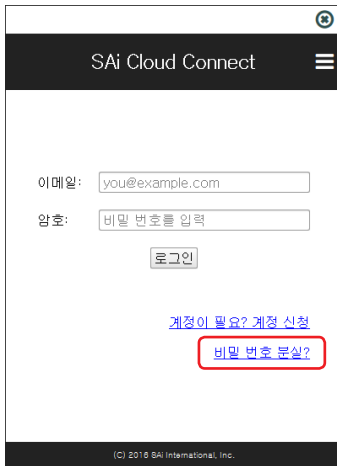 SAi Cloud Connect
이메일: you@example.com
암호: 비밀 번호를 입력
로그인
계정이 필요? 계정 신청
비밀 번호 분실?
(C) 2016 SAi International, Inc.